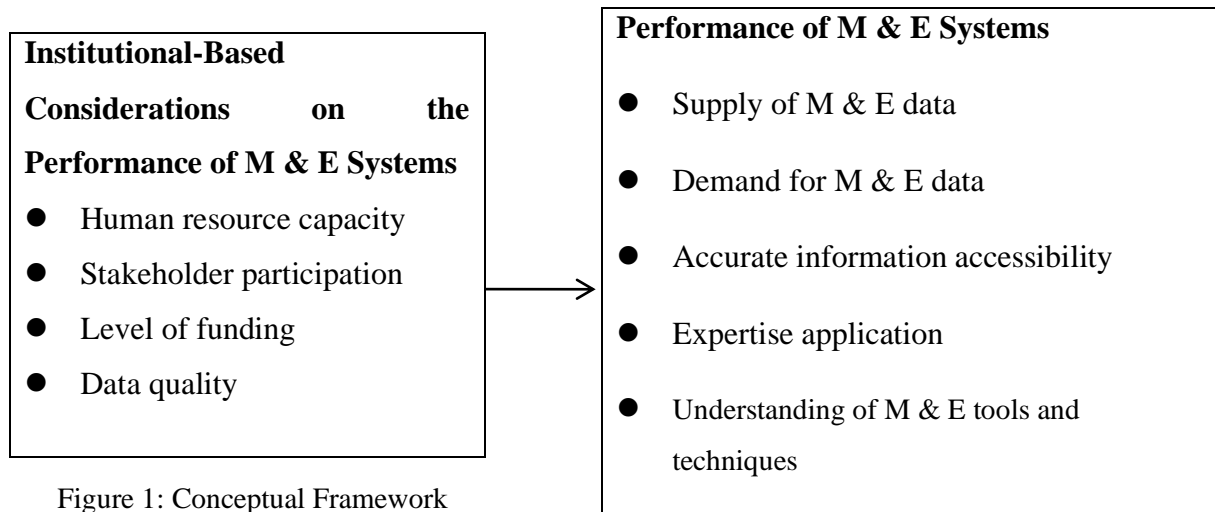 Institutional-Based
Considerations on the
Performance of M & E Systems
● Human resource capacity
● Stakeholder participation
● Level of funding
● Data quality
Figure 1: Conceptual Framework
Performance of M & E Systems
● Supply of M & E data
● Demand for M & E data
● Accurate information accessibility
● Expertise application
● Understanding of M & E tools and
techniques